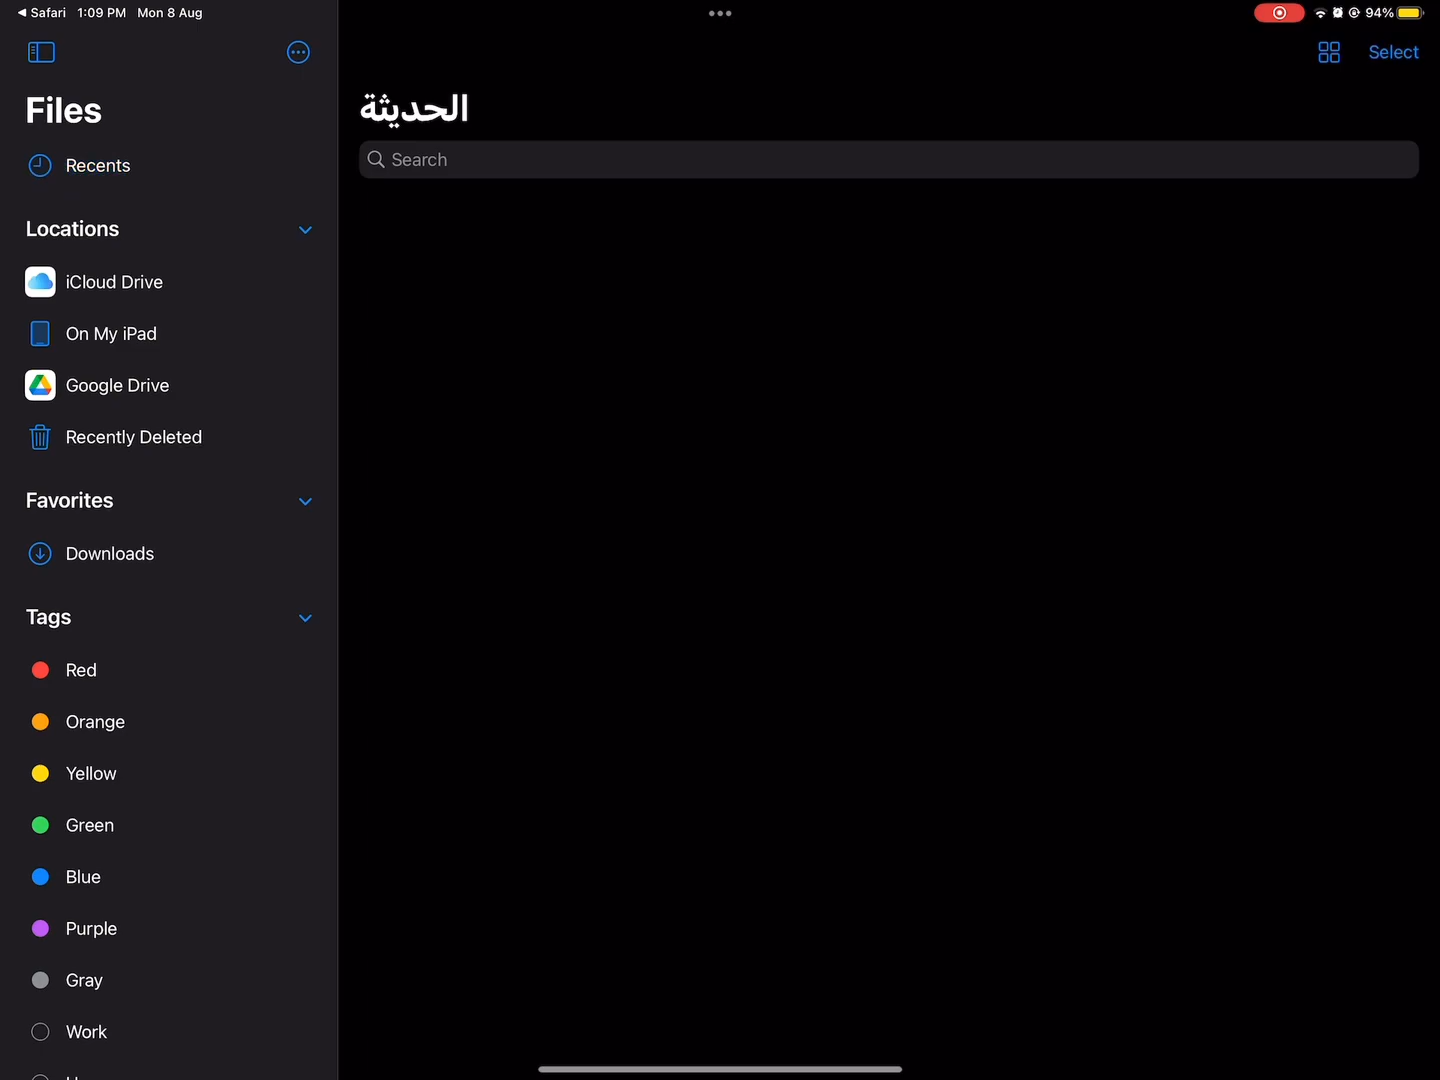 Safari 1:09 PM Mon 8 Aug
94%
Files
Recents
Locations
iCloud Drive
On My iPad
Google Drive
Recently Deleted
Favorites
Downloads
Tags
Red
Orange
Yellow
Green
Blue
Purple
Gray
Work
Select
الحديثة
Search